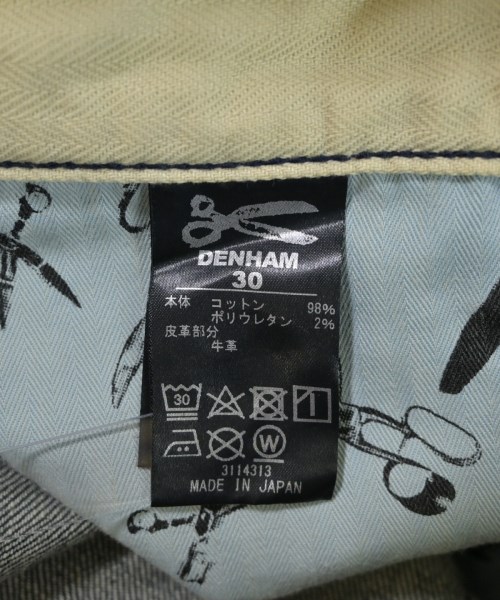 DENHAM
30
本体 コットン 98%
ポリウレタン 2%
皮革部分
牛革
30
W
3114313
MADE IN JAPAN